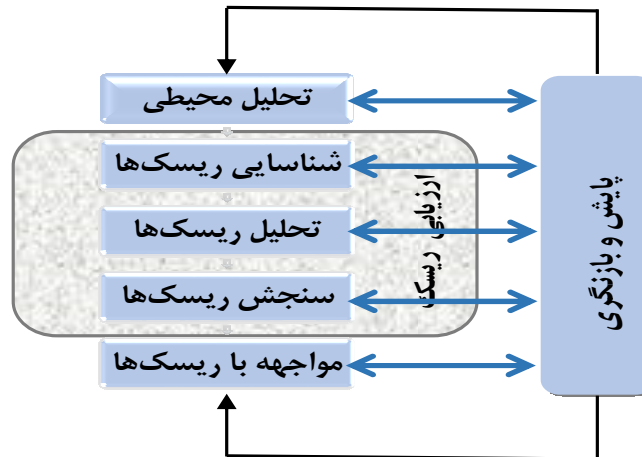 تحلیل محیطی
شناسایی ریسک‌ها
تحلیل ریسک‌ها
سنجش ریسک‌ها
مواجهه با ریسک‌ها
ارزیابی ریسک
پایش و بازنگری